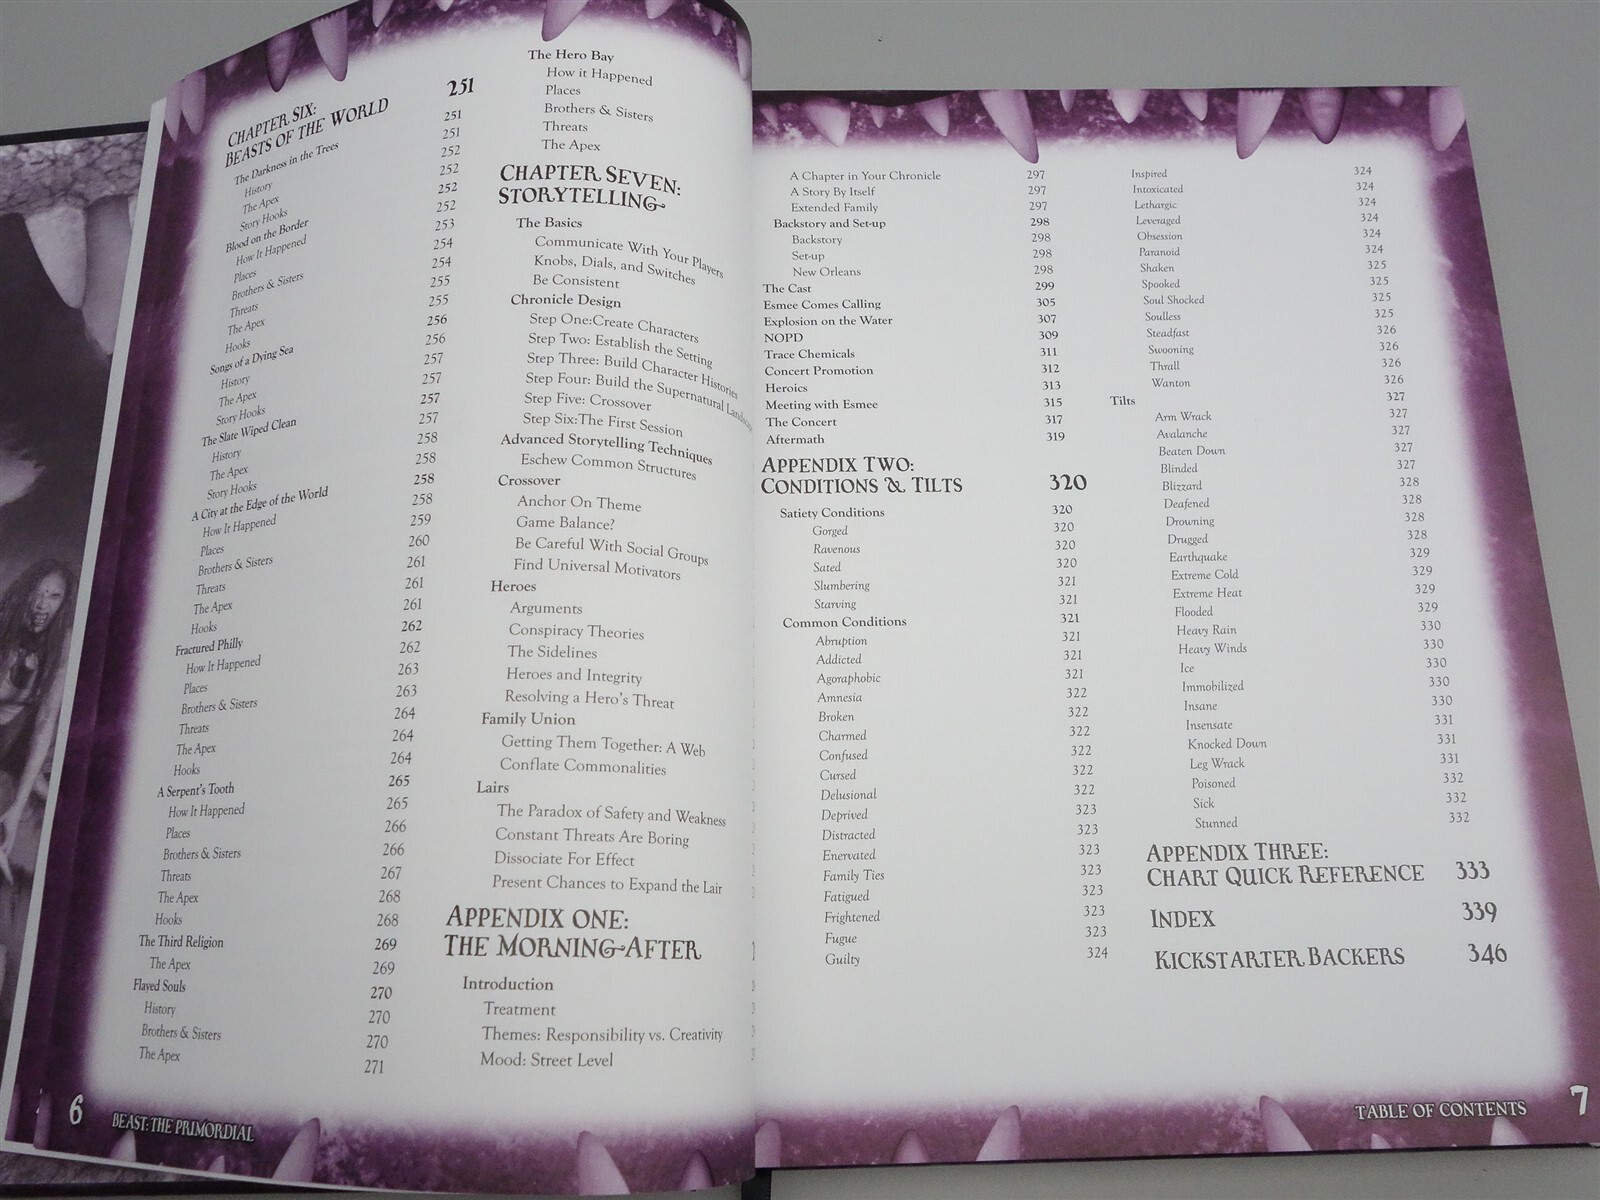 CHAPTER SIX:
BEASTS OF THE WORLD 251
The Darkness in the Trees 251
History 251
The Apex 252
Story Hooks 252
Blood on the Border 252
How It Happened 252
Places 253
Brothers & Sisters 254
Threats 254
The Apex 255
Hooks 255
Songs of a Dying Sea 256
History 256
The Apex 257
Story Hooks 257
The Slate Wiped Clean 257
History 257
The Apex 258
Story Hooks 258
A City at the Edge of the World 258
How It Happened 258
Places 259
Brothers & Sisters 260
Threats 261
The Apex 261
Hooks 261
Fractured Philly 262
How It Happened 262
Places 263
Brothers & Sisters 263
Threats 264
The Apex 264
Hooks 264
A Serpent's Tooth 265
How It Happened 265
Places 266
Brothers & Sisters 266
Threats 267
The Apex 268
Hooks 268
The Third Religion 269
The Apex 269
Flayed Souls 270
History 270
Brothers & Sisters 270
The Apex 271
The Hero Bay
How it Happened
Places
Brothers & Sisters
Threats
The Apex
CHAPTER SEVEN:
STORYTELLING
The Basics
Communicate With Your Players
Knobs, Dials, and Switches
Be Consistent
Chronicle Design
Step One:Create Characters
Step Two: Establish the Setting
Step Three: Build Character Histories
Step Four: Build the Supernatural
Step Five: Crossover
Step Six:The First Session
Advanced Storytelling Techniques
Eschew Common Structures
Crossover
Anchor On Theme
Game Balance?
Be Careful With Social Groups
Find Universal Motivators
Heroes
Arguments
Conspiracy Theories
The Sidelines
Heroes and Integrity
Resolving a Hero's Threat
Family Union
Getting Them Together: A Web
Conflate Commonalities
Lairs
The Paradox of Safety and Weakness
Constant Threats Are Boring
Dissociate For Effect
Present Chances to Expand the Lair
APPENDIX ONE:
THE MORNING AFTER
Introduction
Treatment
Themes: Responsibility vs. Creativity
Mood: Street Level
6 BEAST: THE PRIMORDIAL
A Chapter in Your Chronicle 297
A Story By Itself 297
Extended Family 297
Backstory and Set-up 298
Backstory 298
Set-up 298
New Orleans 298
The Cast 299
Esmee Comes Calling 305
Explosion on the Water 307
NOPD 309
Trace Chemicals 311
Concert Promotion 312
Heroics 313
Meeting with Esmee 315
The Concert 317
Aftermath 319
APPENDIX TWO:
CONDITIONS & TILTS 320
Satiety Conditions 320
Gorged 320
Ravenous 320
Sated 320
Slumbering 321
Starving 321
Common Conditions 321
Abruption 321
Addicted 321
Agoraphobic 321
Amnesia 322
Broken 322
Charmed 322
Confused 322
Cursed 322
Delusional 322
Deprived 323
Distracted 323
Enervated 323
Family Ties 323
Fatigued 323
Frightened 323
Fugue 323
Guilty 324
Inspired 324
Intoxicated 324
Lethargic 324
Leveraged 324
Obsession 324
Paranoid 324
Shaken 325
Spooked 325
Soul Shocked 325
Soulless 325
Steadfast 326
Swooning 326
Thrall 326
Wanton 326
Tilts 327
Arm Wrack 327
Avalanche 327
Beaten Down 327
Blinded 327
Blizzard 328
Deafened 328
Drowning 328
Drugged 328
Earthquake 329
Extreme Cold 329
Extreme Heat 329
Flooded 329
Heavy Rain 330
Heavy Winds 330
Ice 330
Immobilized 330
Insane 330
Insensate 331
Knocked Down 331
Leg Wrack 331
Poisoned 332
Sick 332
Stunned 332
APPENDIX THREE:
CHART QUICK REFERENCE 333
INDEX 339
KICKSTARTER BACKERS 346
TABLE OF CONTENTS 7